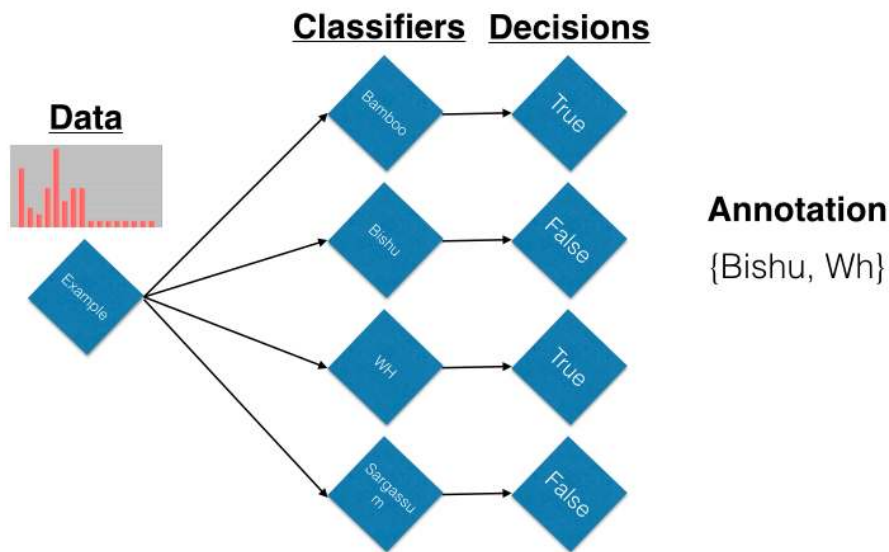 Classifiers
Decisions
Data
Example
Bamboo
True
Bishu
False
WH
True
Sargassu
m
False
Annotation
{Bishu, Wh}